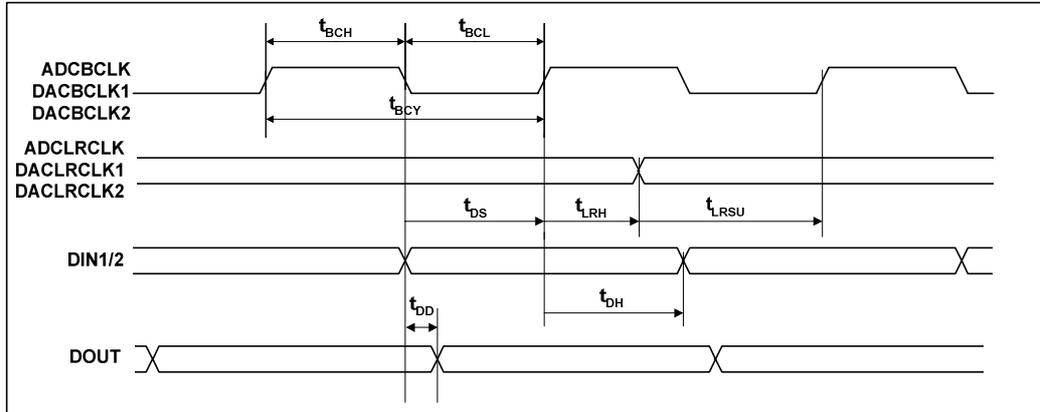 tBCH
tBCL
ADCBCLK
DACBCLK1
DACBCLK2
tBCY
ADCLRCLK
DACLRCLK1
DACLRCLK2
tDS
tLRH
tLRSU
DIN1/2
tDH
tDD
DOUT